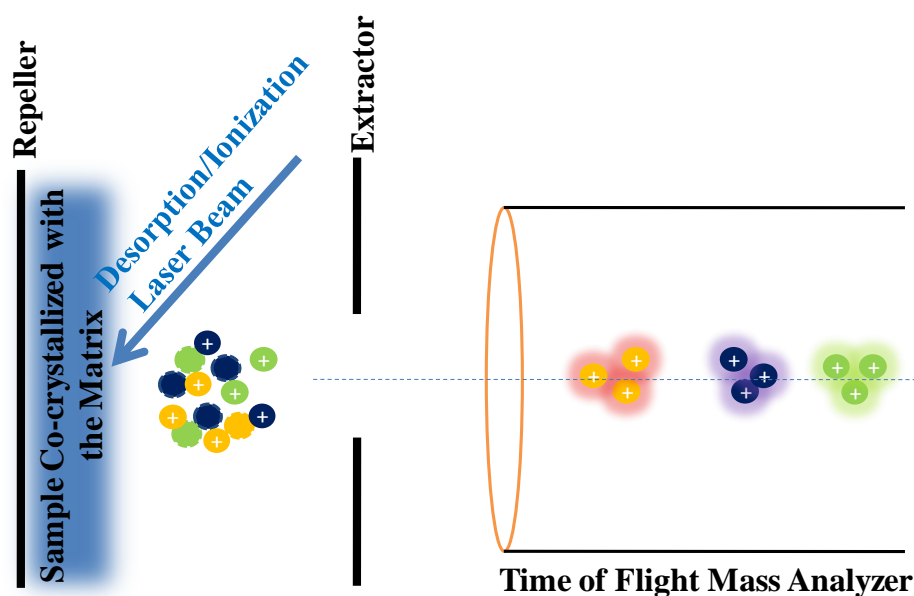 Repeller
Sample Co-crystallized with
the Matrix
Desorption/Ionization
Laser Beam
Extractor
+ + + + + + + +
+ + + + + + + + +
Time of Flight Mass Analyzer